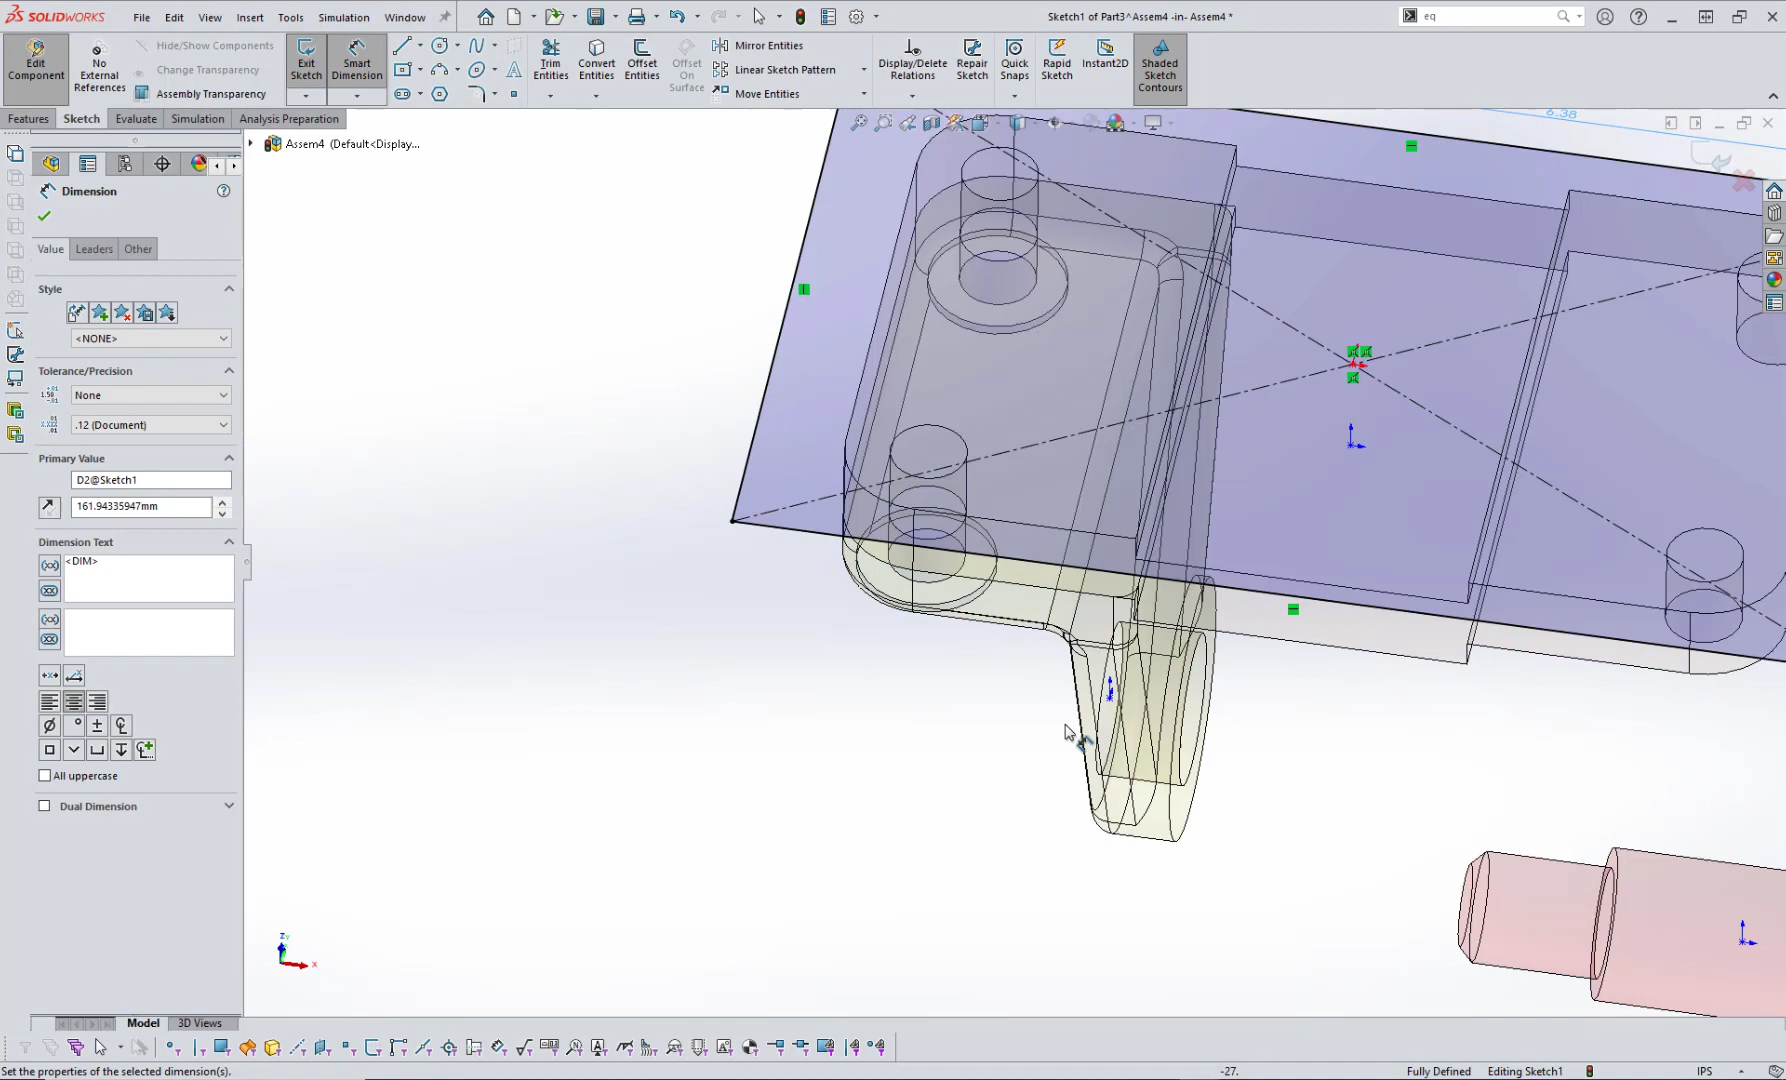 SOLIDWORKS
File
Edit
View
Insert
Tools
Simulation
Window
Sketch1 of Part3^Assem4 -in- Assem4 *
eq
Edit Component
No External References
Hide/Show Components
Change Transparency
Assembly Transparency
Exit Sketch
Smart Dimension
Trim Entities
Convert Entities
Offset Entities
Offset On Surface
Mirror Entities
Linear Sketch Pattern
Move Entities
Display/Delete Relations
Repair Sketch
Quick Snaps
Rapid Sketch
Instant2D
Shaded Sketch Contours
Features
Sketch
Evaluate
Simulation
Analysis Preparation
Assem4 (Default<Display...
6.38
Dimension
Value
Leaders
Other
Style
<NONE>
Tolerance/Precision
None
.12 (Document)
Primary Value
D2@Sketch1
161.94335947mm
Dimension Text
<DIM>
All uppercase
Dual Dimension
Model
3D Views
Set the properties of the selected dimension(s).
-27.
Fully Defined
Editing Sketch1
IPS